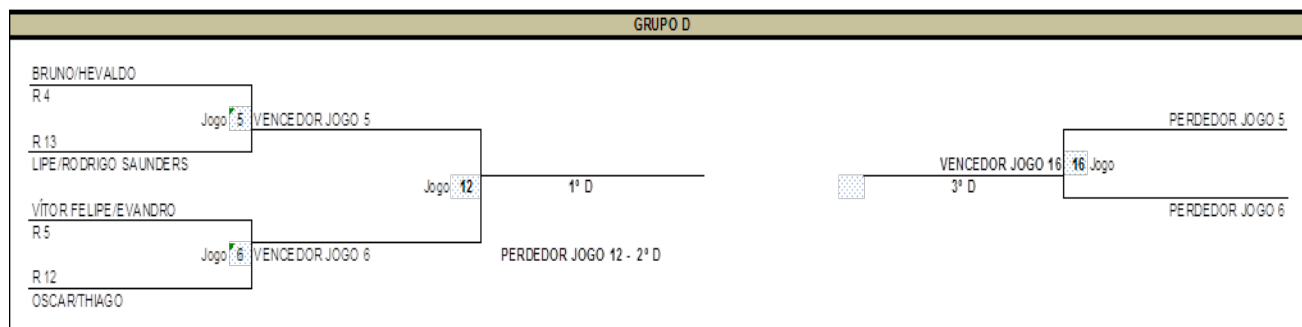 GRUPO D
BRUNO/HEVALDO
R 4
Jogo 5 VENCEDOR JOGO 5
R 13
LIPE/RODRIGO SAUNDERS
Jogo 12 1º D
VÍTOR FELIPE/EVANDRO
R 5
Jogo 6 VENCEDOR JOGO 6
PERDEDOR JOGO 12 - 2º D
R 12
OSCAR/THIAGO
PERDEDOR JOGO 5
VENCEDOR JOGO 16 16 Jogo
3º D
PERDEDOR JOGO 6